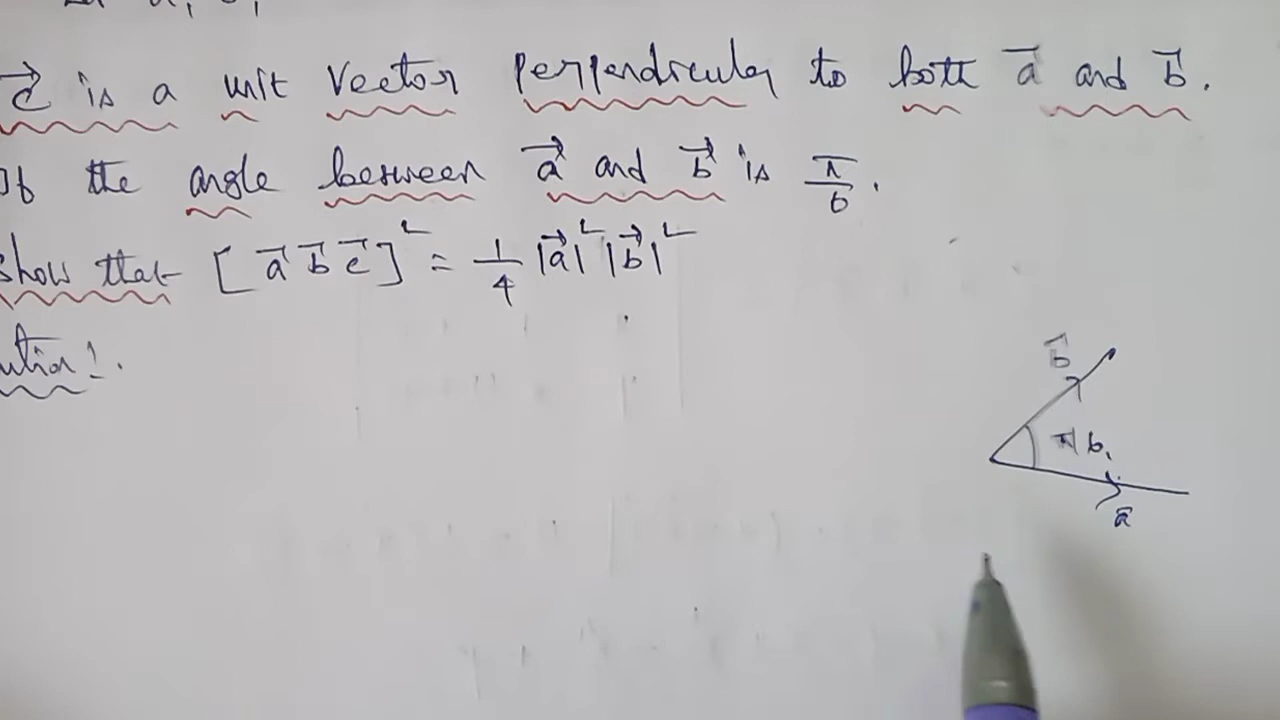 c⃗ is a unit vector perpendicular to both a⃗ and b⃗.
If the angle between a⃗ and b⃗ is π/6.
show that [a⃗ b⃗ c⃗]² = 1/4 |a⃗|² |b⃗|²
b⃗
π/6
a⃗